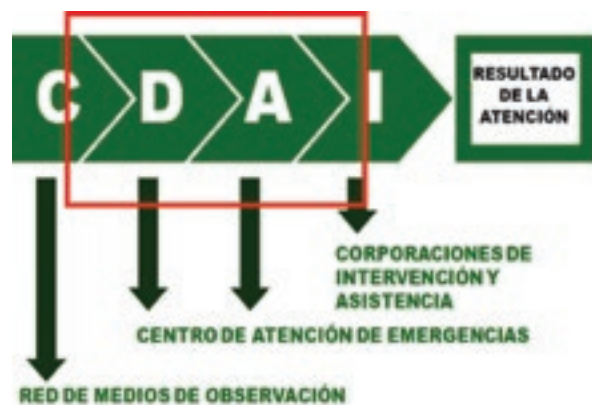 C D A I
RESULTADO
DE LA
ATENCIÓN
CORPORACIONES DE
INTERVENCIÓN Y
ASISTENCIA
CENTRO DE ATENCIÓN DE EMERGENCIAS
RED DE MEDIOS DE OBSERVACIÓN